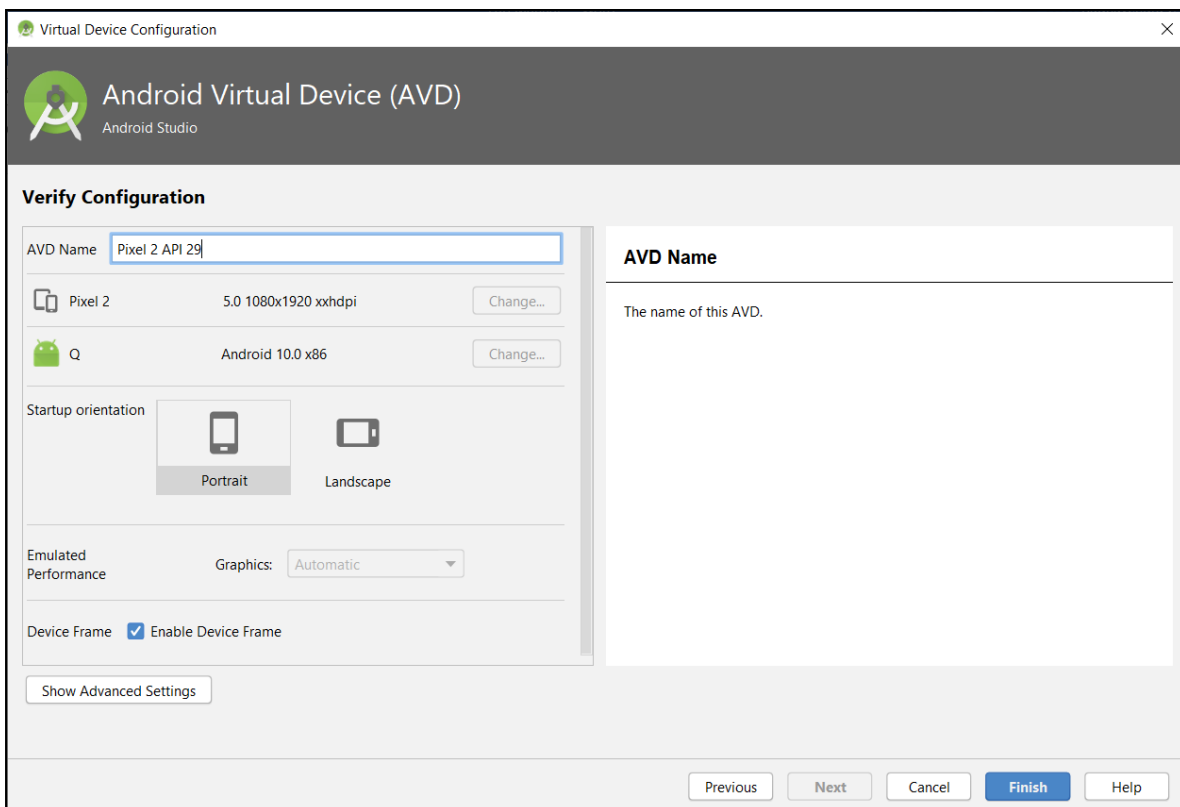 Virtual Device Configuration
Android Virtual Device (AVD)
Android Studio
Verify Configuration
AVD Name Pixel 2 API 29
Pixel 2 5.0 1080x1920 xxhdpi Change...
Q Android 10.0 x86 Change...
Startup orientation
Portrait Landscape
Emulated
Performance
Graphics: Automatic
Device Frame Enable Device Frame
Show Advanced Settings
AVD Name
The name of this AVD.
Previous Next Cancel Finish Help